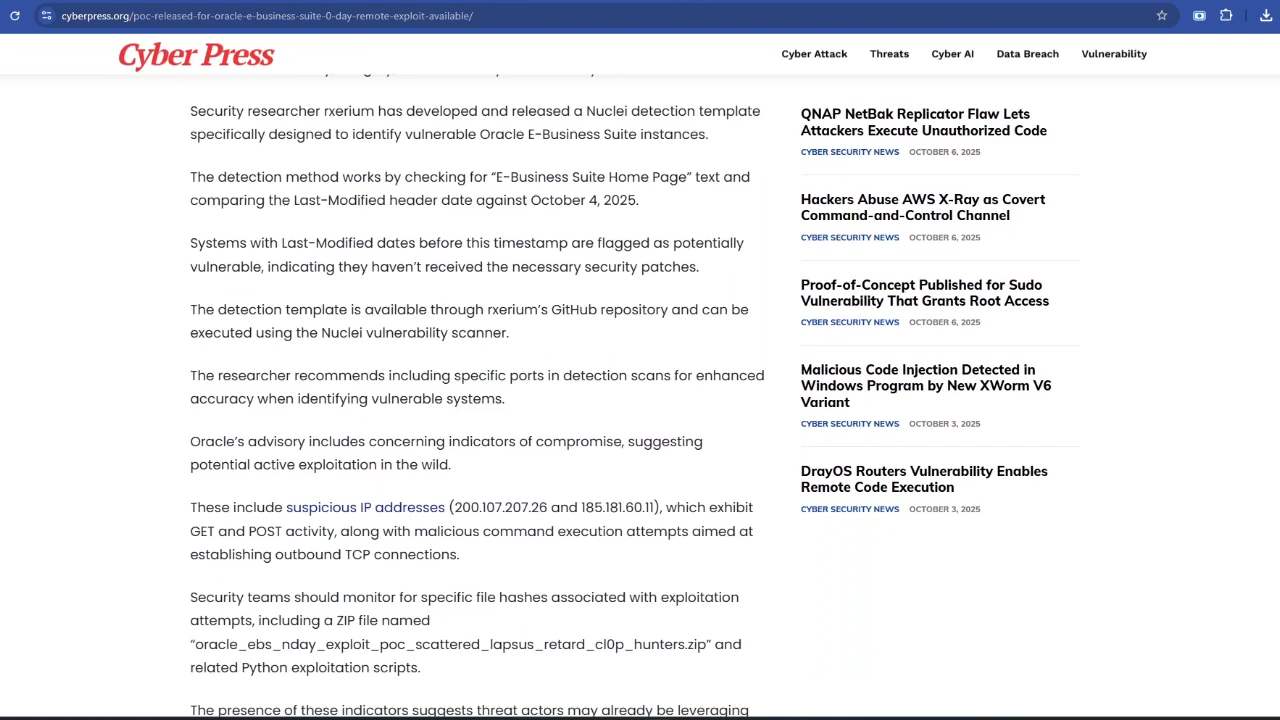 cyberpress.org/poc-released-for-oracle-e-business-suite-0-day-remote-exploit-available/
Cyber Press
Cyber Attack
Threats
Cyber AI
Data Breach
Vulnerability
Security researcher rxerium has developed and released a Nuclei detection template
specifically designed to identify vulnerable Oracle E-Business Suite instances.
The detection method works by checking for “E-Business Suite Home Page” text and
comparing the Last-Modified header date against October 4, 2025.
Systems with Last-Modified dates before this timestamp are flagged as potentially
vulnerable, indicating they haven’t received the necessary security patches.
The detection template is available through rxerium’s GitHub repository and can be
executed using the Nuclei vulnerability scanner.
The researcher recommends including specific ports in detection scans for enhanced
accuracy when identifying vulnerable systems.
Oracle’s advisory includes concerning indicators of compromise, suggesting
potential active exploitation in the wild.
These include suspicious IP addresses (200.107.207.26 and 185.181.60.11), which exhibit
GET and POST activity, along with malicious command execution attempts aimed at
establishing outbound TCP connections.
Security teams should monitor for specific file hashes associated with exploitation
attempts, including a ZIP file named
“oracle_ebs_nday_exploit_poc_scattered_lapsus_retard_cl0p_hunters.zip” and
related Python exploitation scripts.
The presence of these indicators suggests threat actors may already be leveraging
QNAP NetBak Replicator Flaw Lets
Attackers Execute Unauthorized Code
CYBER SECURITY NEWS OCTOBER 6, 2025
Hackers Abuse AWS X-Ray as Covert
Command-and-Control Channel
CYBER SECURITY NEWS OCTOBER 6, 2025
Proof-of-Concept Published for Sudo
Vulnerability That Grants Root Access
CYBER SECURITY NEWS OCTOBER 6, 2025
Malicious Code Injection Detected in
Windows Program by New XWorm V6
Variant
CYBER SECURITY NEWS OCTOBER 3, 2025
DrayOS Routers Vulnerability Enables
Remote Code Execution
CYBER SECURITY NEWS OCTOBER 3, 2025